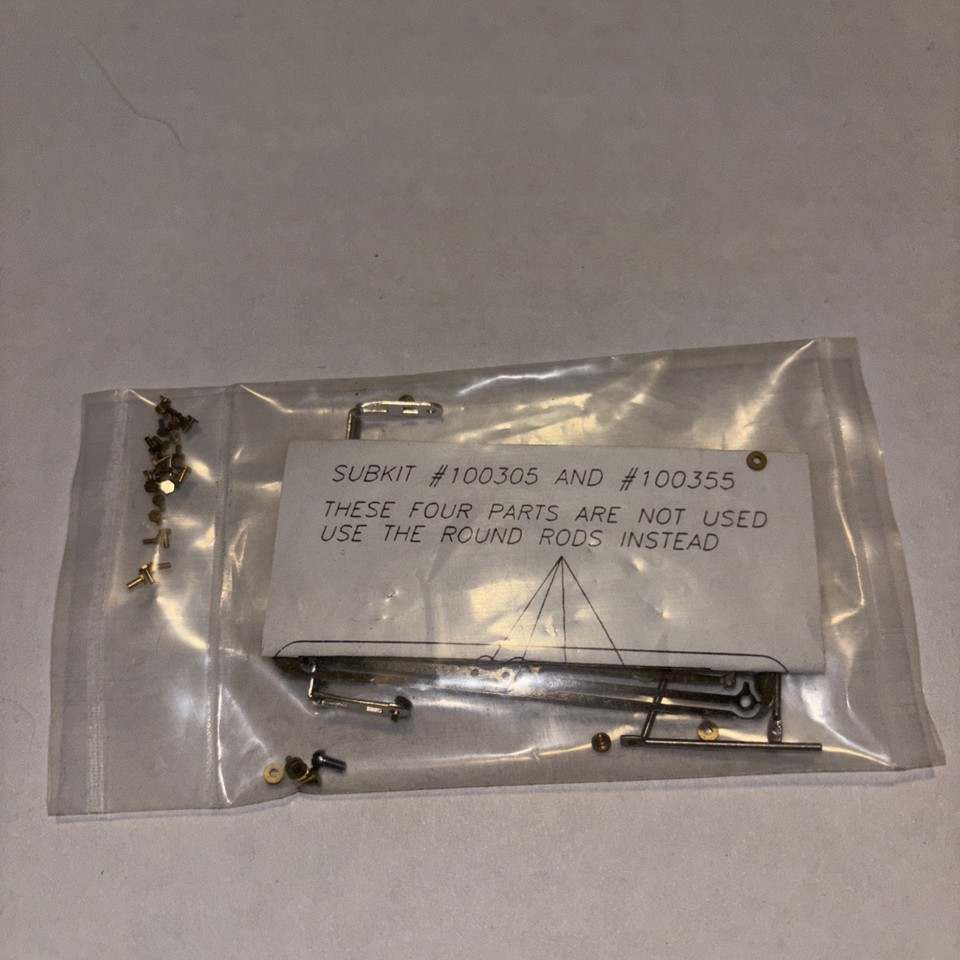 SUBKIT #100305 AND #100355
THESE FOUR PARTS ARE NOT USED
USE THE ROUND RODS INSTEAD